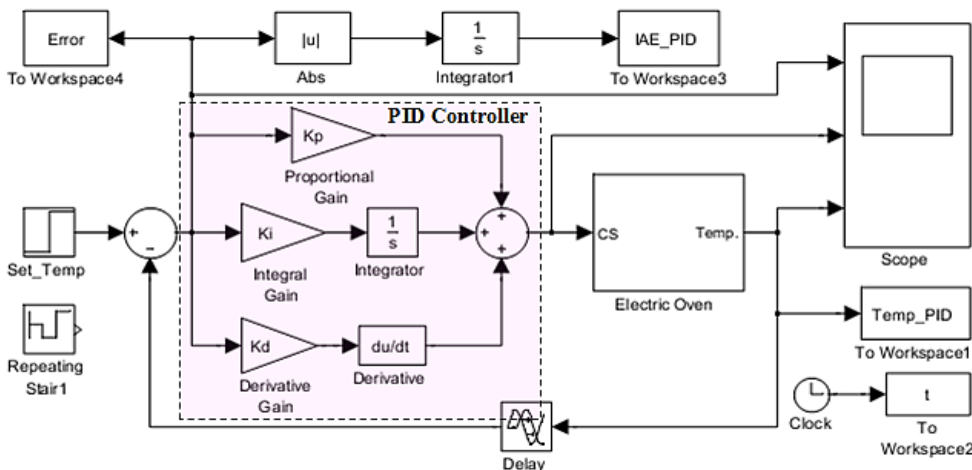 Error
To Workspace4
|u|
Abs
1
s
Integrator1
IAE_PID
To Workspace3
PID Controller
Kp
Proportional
Gain
Set_Temp
+
−
Ki
Integral
Gain
1
s
Integrator
+
+
+
CS
Temp.
Electric Oven
Scope
Repeating
Stair1
Kd
Derivative
Gain
du/dt
Derivative
Delay
Temp_PID
To Workspace1
Clock
t
To
Workspace2